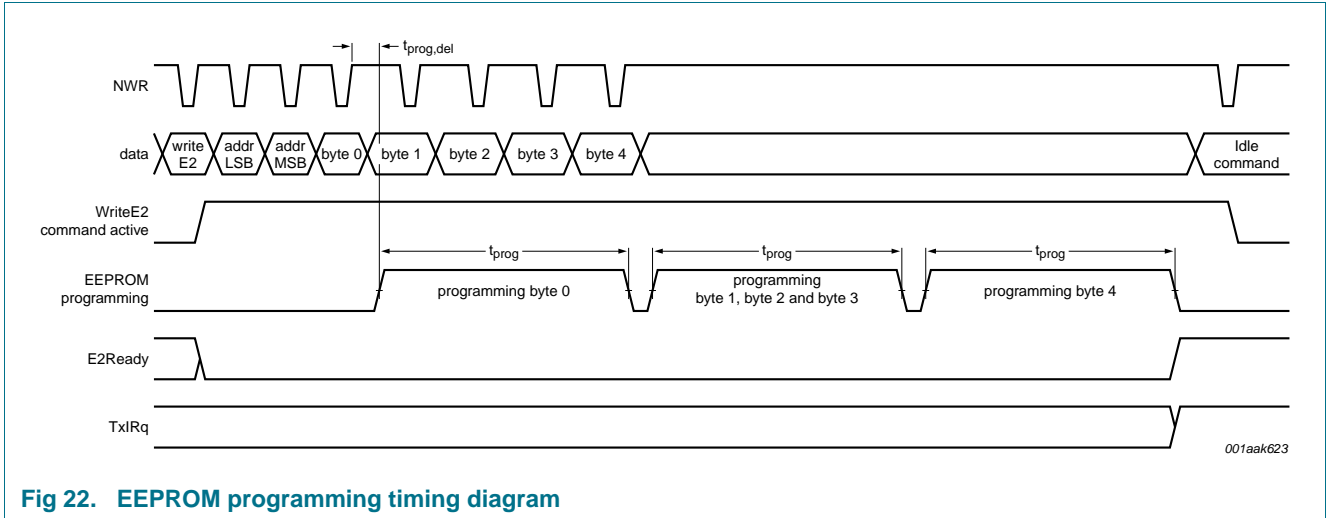 tprog,del
NWR
data
write E2
addr LSB
addr MSB
byte 0
byte 1
byte 2
byte 3
byte 4
Idle command
WriteE2
command active
tprog
tprog
tprog
EEPROM
programming
programming byte 0
programming
byte 1, byte 2 and byte 3
programming byte 4
E2Ready
TxIRq
001aak623
Fig 22. EEPROM programming timing diagram